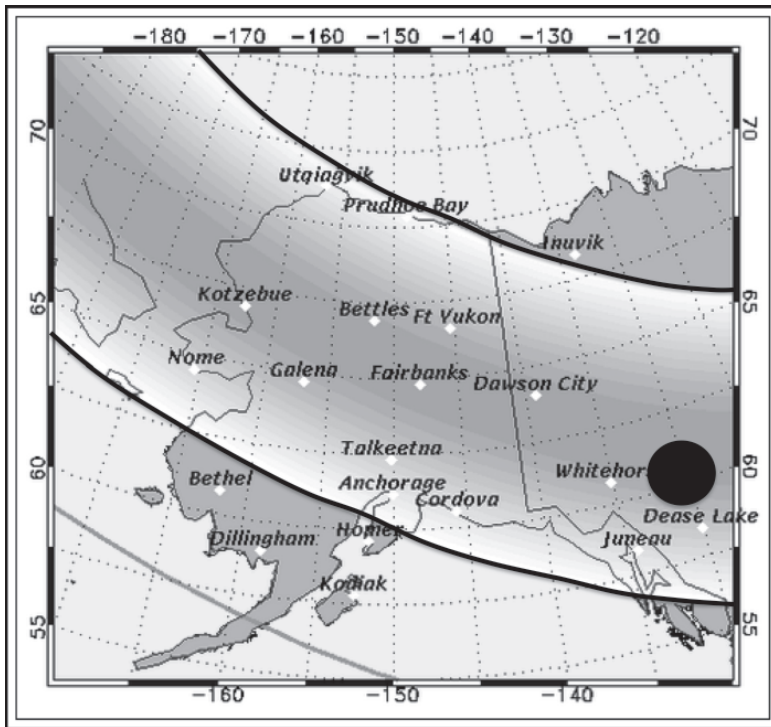 -180 -170 -160 -150 -140 -130 -120
70 70
Utqiagvik
Prudhoe Bay
Inuvik
65 65
Kotzebue
Bettles Ft Yukon
Nome Galena Fairbanks Dawson City
Talkeetna
60 60
Bethel Anchorage Whitehor
Cordova
Dease Lake
Dillingham Homer Juneau
Kodiak
55 55
-160 -150 -140